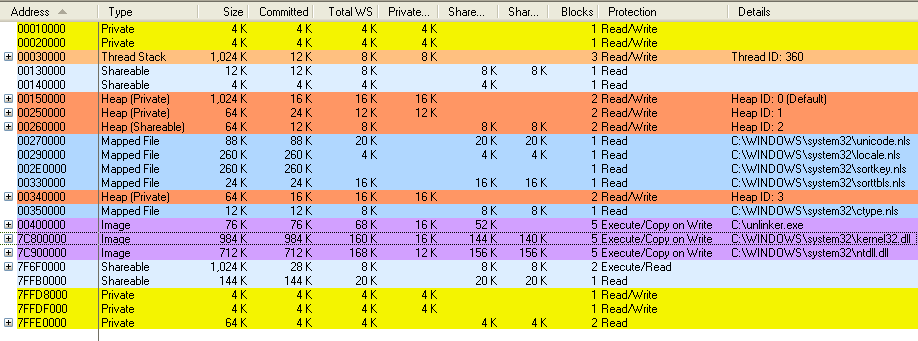 Address Type Size Committed Total WS Private... Share... Shar... Blocks Protection Details
00010000 Private 4 K 4 K 4 K 4 K 1 Read/Write
00020000 Private 4 K 4 K 4 K 4 K 1 Read/Write
00030000 Thread Stack 1,024 K 12 K 8 K 8 K 3 Read/Write Thread ID: 360
00130000 Shareable 12 K 12 K 8 K 8 K 8 K 1 Read
00140000 Shareable 4 K 4 K 4 K 4 K 1 Read
00150000 Heap (Private) 1,024 K 16 K 16 K 16 K 2 Read/Write Heap ID: 0 (Default)
00250000 Heap (Private) 64 K 24 K 12 K 12 K 2 Read/Write Heap ID: 1
00260000 Heap (Shareable) 64 K 12 K 8 K 8 K 8 K 2 Read/Write Heap ID: 2
00270000 Mapped File 88 K 88 K 20 K 20 K 20 K 1 Read C:\WINDOWS\system32\unicode.nls
00290000 Mapped File 260 K 260 K 4 K 4 K 4 K 1 Read C:\WINDOWS\system32\locale.nls
002E0000 Mapped File 260 K 260 K 1 Read C:\WINDOWS\system32\sortkey.nls
00330000 Mapped File 24 K 24 K 16 K 16 K 16 K 1 Read C:\WINDOWS\system32\sorttbls.nls
00340000 Heap (Private) 64 K 16 K 16 K 16 K 2 Read/Write Heap ID: 3
00350000 Mapped File 12 K 12 K 8 K 8 K 8 K 1 Read C:\WINDOWS\system32\ctype.nls
00400000 Image 76 K 76 K 68 K 16 K 52 K 5 Execute/Copy on Write C:\unlinker.exe
7C800000 Image 984 K 984 K 160 K 16 K 144 K 140 K 5 Execute/Copy on Write C:\WINDOWS\system32\kernel32.dll
7C900000 Image 712 K 712 K 168 K 12 K 156 K 156 K 5 Execute/Copy on Write C:\WINDOWS\system32\ntdll.dll
7F6F0000 Shareable 1,024 K 28 K 8 K 8 K 8 K 2 Execute/Read
7FFB0000 Shareable 144 K 144 K 20 K 20 K 20 K 1 Read
7FFD8000 Private 4 K 4 K 4 K 4 K 1 Read/Write
7FFDF000 Private 4 K 4 K 4 K 4 K 1 Read/Write
7FFE0000 Private 64 K 4 K 4 K 4 K 4 K 2 Read